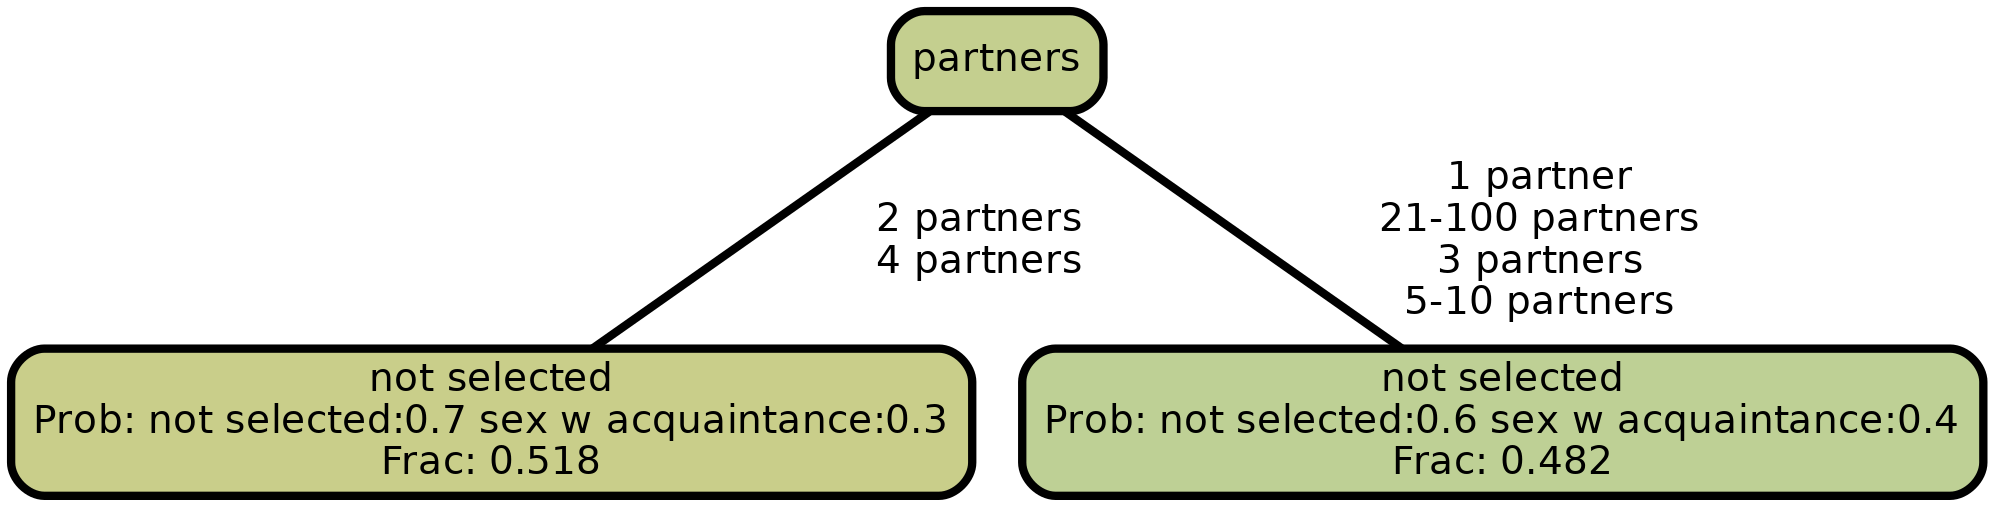 partners
2 partners
4 partners
1 partner
21-100 partners
3 partners
5-10 partners
not selected
Prob: not selected:0.7 sex w acquaintance:0.3
Frac: 0.518
not selected
Prob: not selected:0.6 sex w acquaintance:0.4
Frac: 0.482